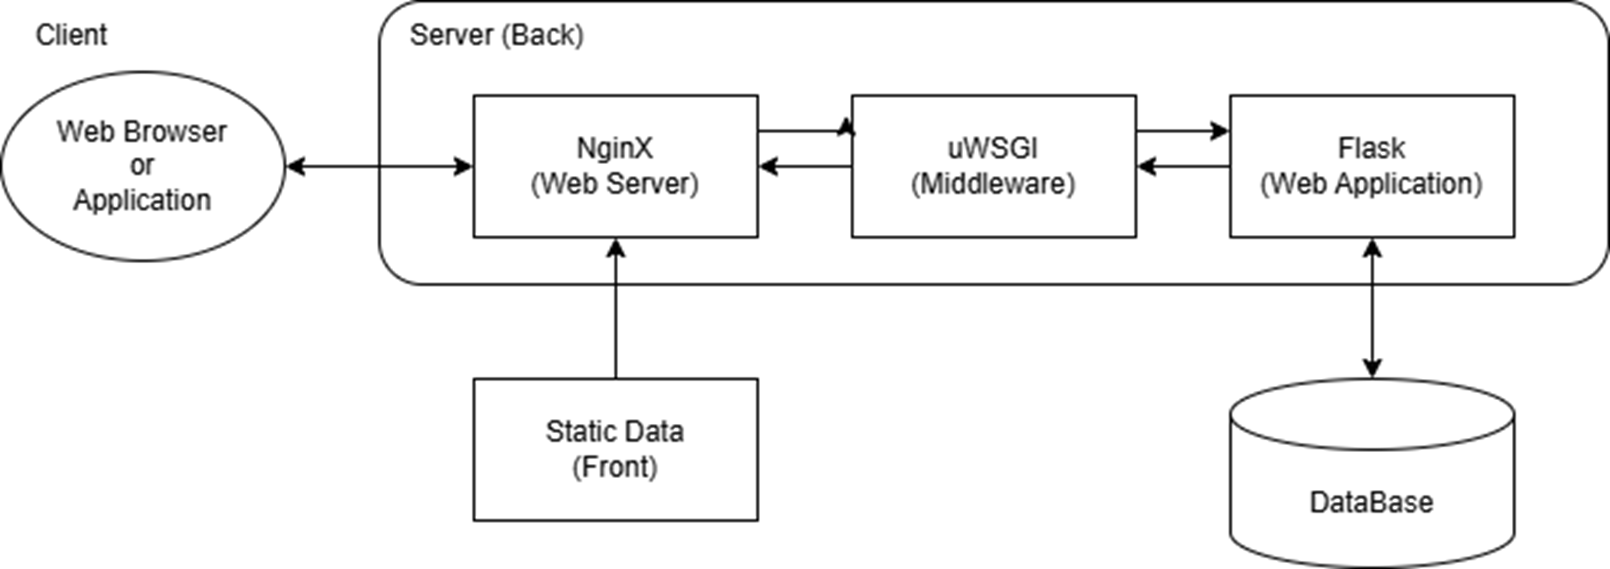 Client
Server (Back)
Web Browser
or
Application
NginX
(Web Server)
uWSGI
(Middleware)
Flask
(Web Application)
Static Data
(Front)
DataBase